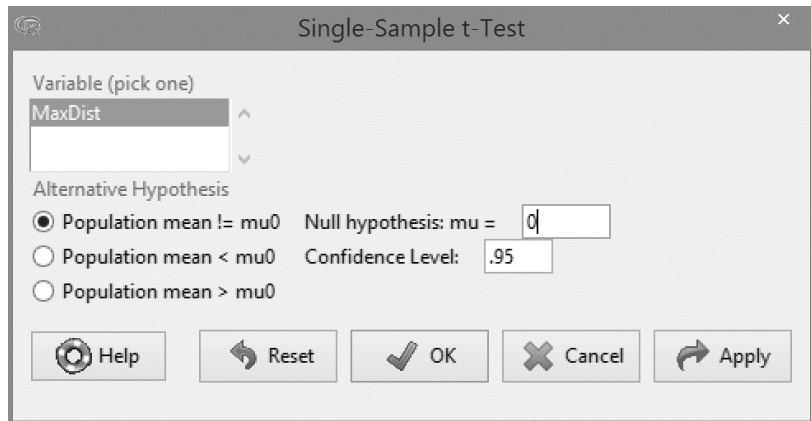 Single-Sample t-Test
Variable (pick one)
MaxDist
Alternative Hypothesis
Population mean != mu0 Null hypothesis: mu = 0
Population mean < mu0 Confidence Level: .95
Population mean > mu0
Help Reset OK Cancel Apply